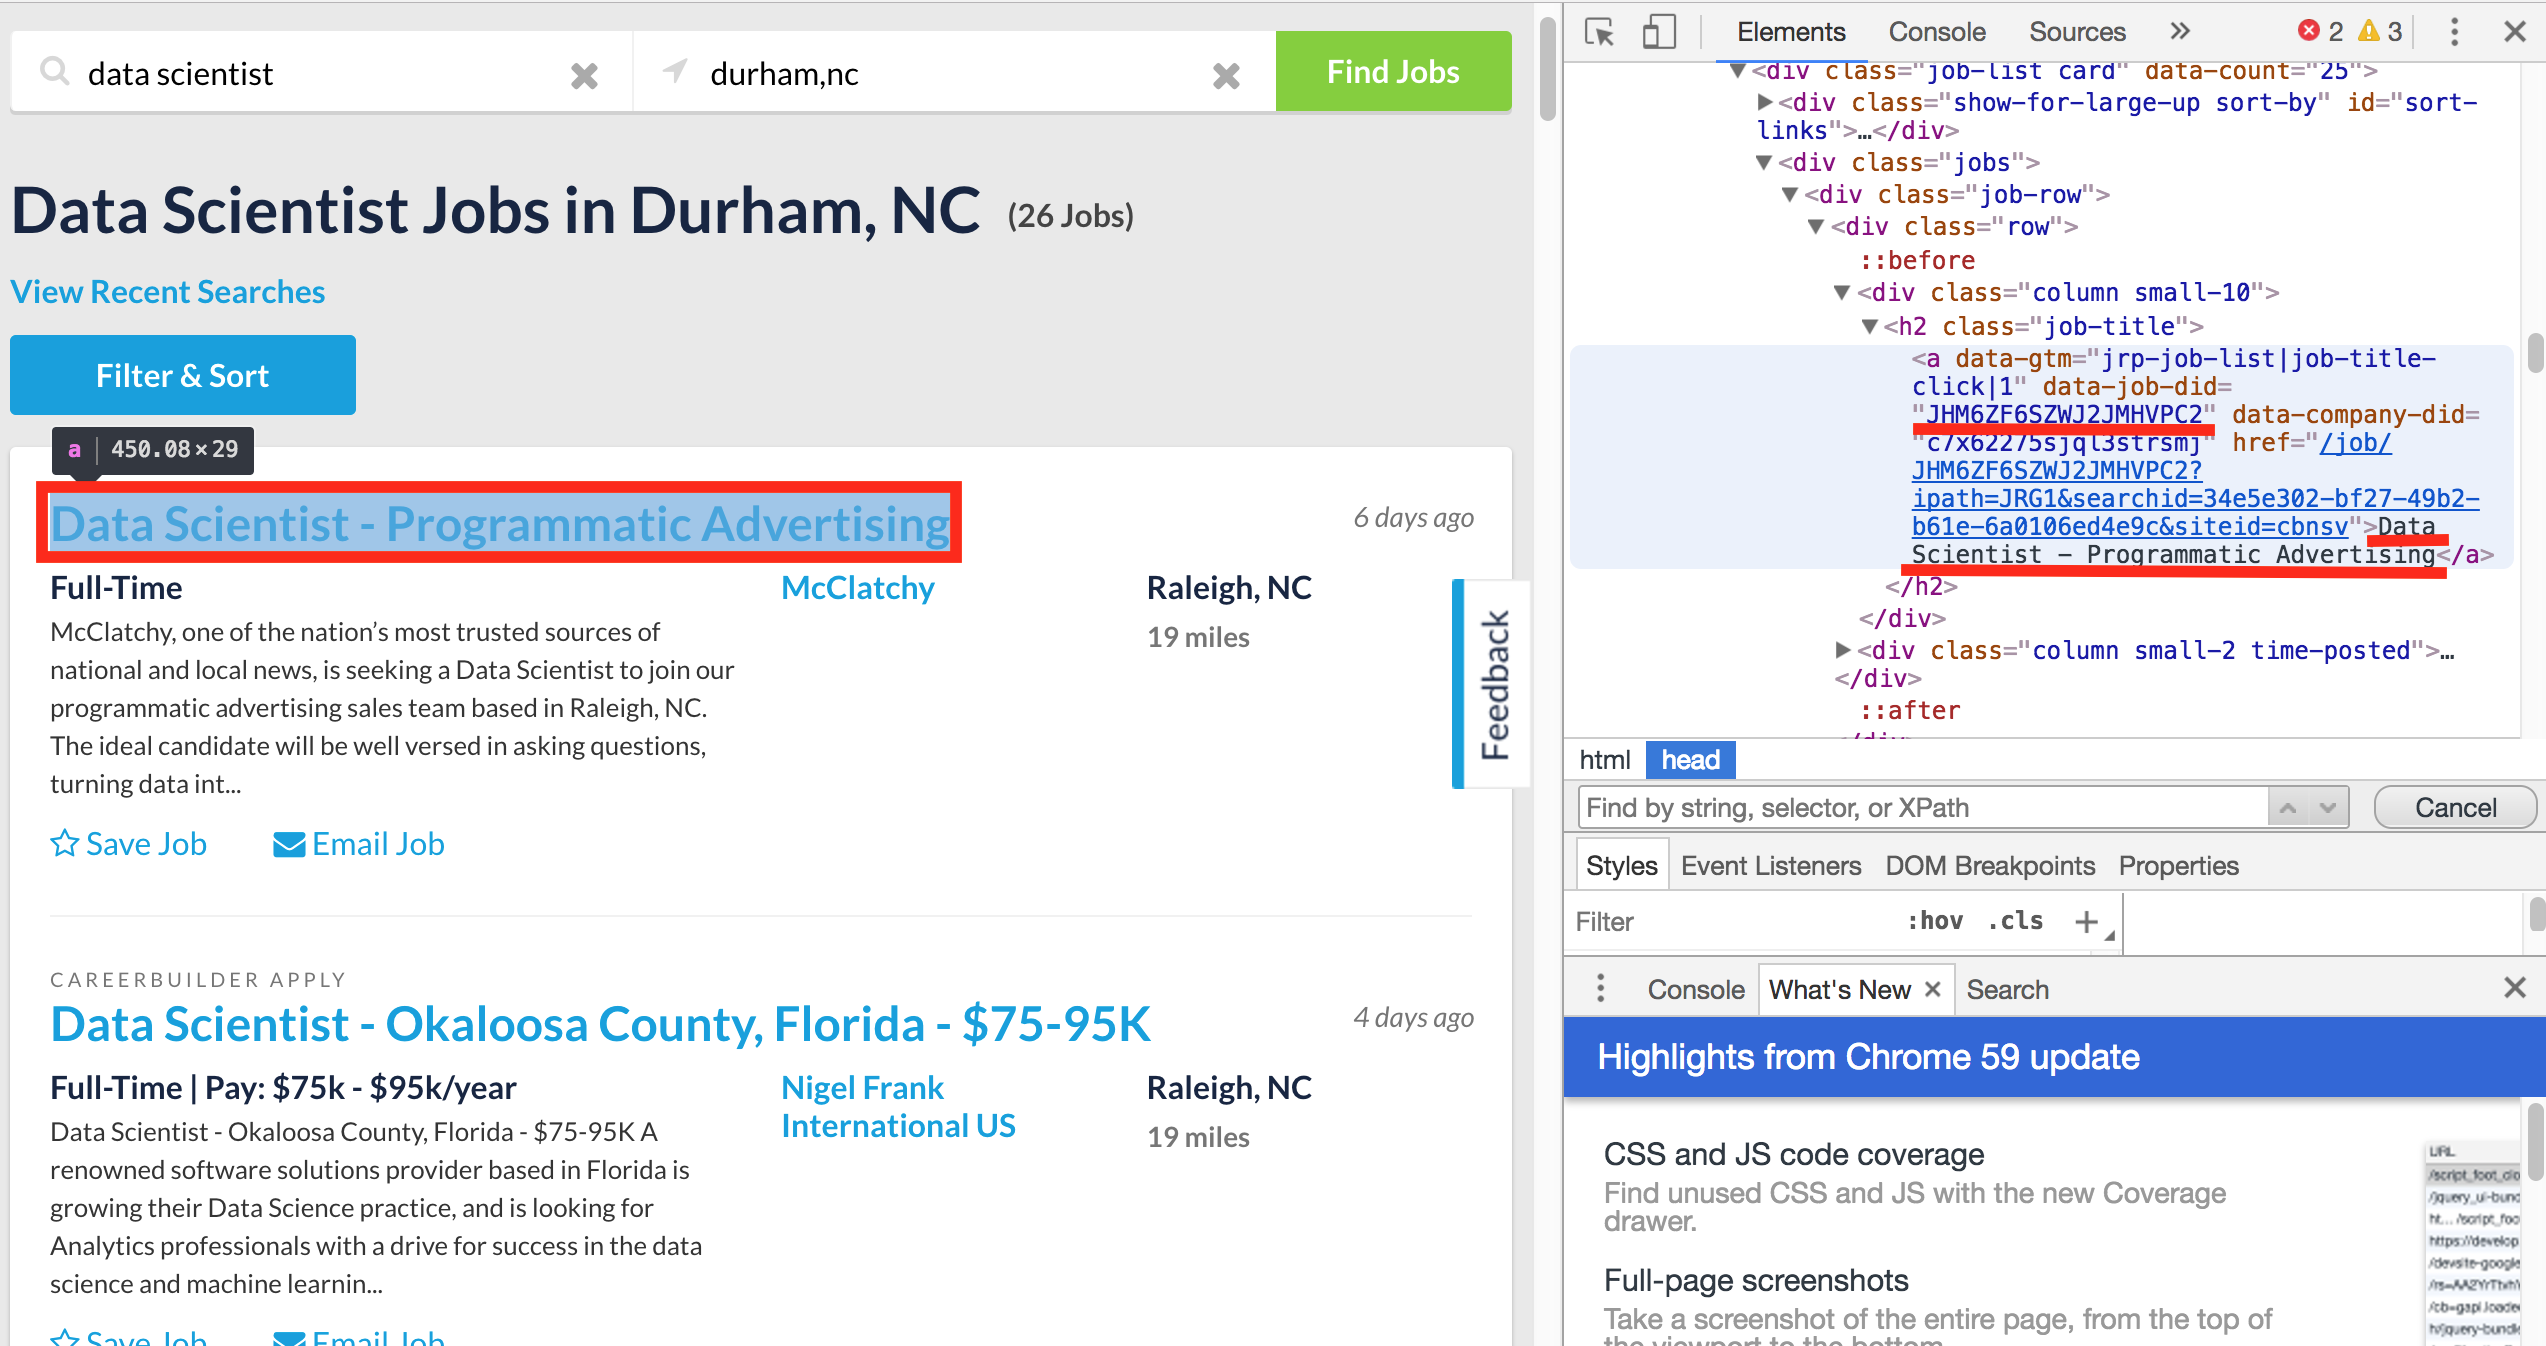 data scientist
durham,nc
Find Jobs
Data Scientist Jobs in Durham, NC (26 Jobs)
View Recent Searches
Filter & Sort
a 450.08×29
Data Scientist - Programmatic Advertising
6 days ago
Full-Time
McClatchy
Raleigh, NC
19 miles
McClatchy, one of the nation’s most trusted sources of
national and local news, is seeking a Data Scientist to join our
programmatic advertising sales team based in Raleigh, NC.
The ideal candidate will be well versed in asking questions,
turning data int...
Save Job
Email Job
Feedback
CAREERBUILDER APPLY
Data Scientist - Okaloosa County, Florida - $75-95K
4 days ago
Full-Time | Pay: $75k - $95k/year
Nigel Frank
International US
Raleigh, NC
19 miles
Data Scientist - Okaloosa County, Florida - $75-95K A
renowned software solutions provider based in Florida is
growing their Data Science practice, and is looking for
Analytics professionals with a drive for success in the data
science and machine learnin...
Save Job
Email Job
Elements Console Sources » 2 3
<div class="job-list card" data-count="25">
<div class="show-for-large-up sort-by" id="sort-
links">…</div>
<div class="jobs">
<div class="job-row">
<div class="row">
::before
<div class="column small-10">
<h2 class="job-title">
<a data-gtm="jrp-job-list|job-title-
click|1" data-job-did=
"JHM6ZF6SZWJ2JMHVPC2" data-company-did=
"c7x62275sjql3strsmj" href="/job/
JHM6ZF6SZWJ2JMHVPC2?
ipath=JRG1&searchid=34e5e302-bf27-49b2-
b61e-6a0106ed4e9c&siteid=cbnsv">Data
Scientist - Programmatic Advertising</a>
</h2>
</div>
<div class="column small-2 time-posted">…
</div>
::after
</div>
html head
Find by string, selector, or XPath
Cancel
Styles Event Listeners DOM Breakpoints Properties
Filter :hov .cls +
Console What's New × Search
Highlights from Chrome 59 update
CSS and JS code coverage
Find unused CSS and JS with the new Coverage
drawer.
Full-page screenshots
Take a screenshot of the entire page, from the top of
the viewport to the bottom.
URL